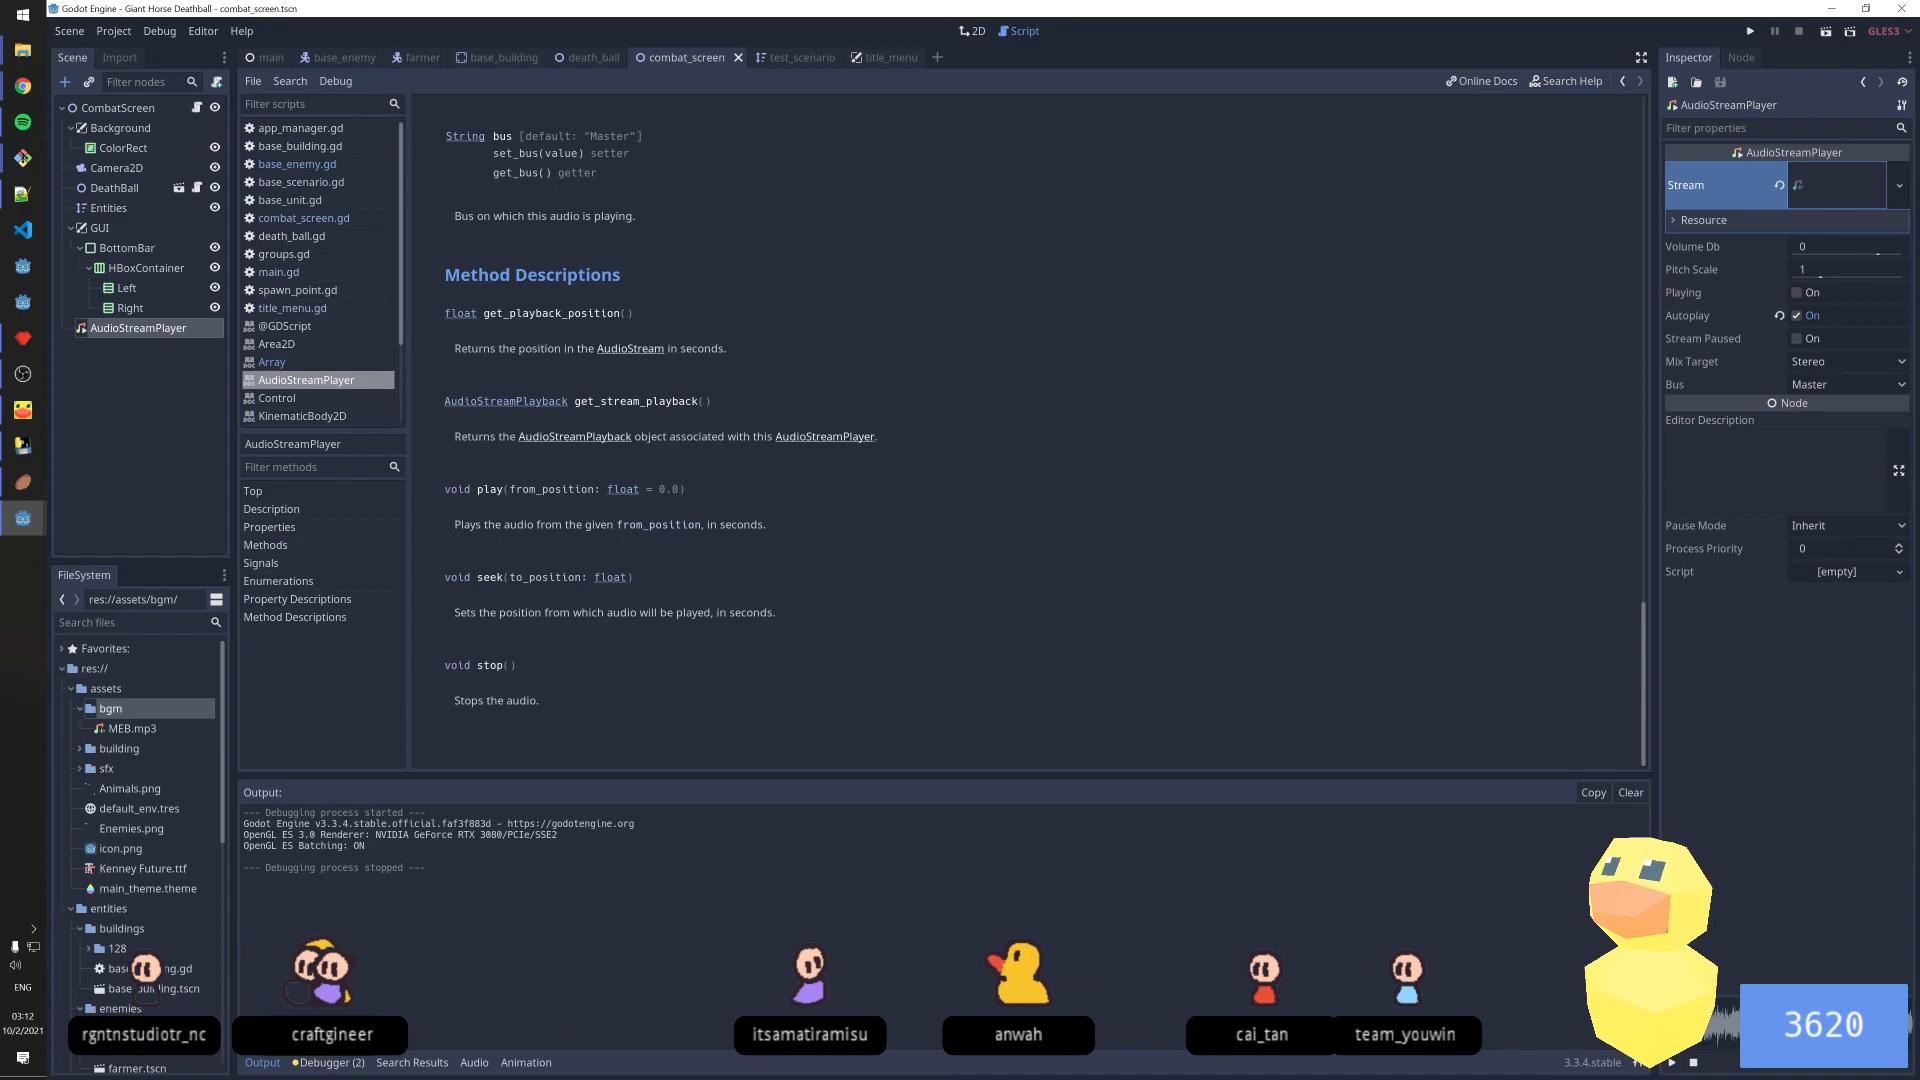 Godot Engine - Giant Horse Deathball - combat_screen.tscn
Scene Project Debug Editor Help
2D Script
GLES3
Scene Import
main base_enemy farmer base_building death_ball combat_screen test_scenario title_menu
Inspector Node
Filter nodes
File Search Debug
Online Docs Search Help
AudioStreamPlayer
Filter properties
AudioStreamPlayer
Stream
Resource
Volume Db 0
Pitch Scale 1
Playing On
Autoplay On
Stream Paused On
Mix Target Stereo
Bus Master
Node
Editor Description
Pause Mode Inherit
Process Priority 0
Script [empty]
CombatScreen
Background
ColorRect
Camera2D
DeathBall
Entities
GUI
BottomBar
HBoxContainer
Left
Right
AudioStreamPlayer
Filter scripts
app_manager.gd
base_building.gd
base_enemy.gd
base_scenario.gd
base_unit.gd
combat_screen.gd
death_ball.gd
groups.gd
main.gd
spawn_point.gd
title_menu.gd
@GDScript
Area2D
Array
AudioStreamPlayer
Control
KinematicBody2D
AudioStreamPlayer
Filter methods
Top
Description
Properties
Methods
Signals
Enumerations
Property Descriptions
Method Descriptions
String bus [default: "Master"]
set_bus(value) setter
get_bus() getter
Bus on which this audio is playing.
Method Descriptions
float get_playback_position()
Returns the position in the AudioStream in seconds.
AudioStreamPlayback get_stream_playback()
Returns the AudioStreamPlayback object associated with this AudioStreamPlayer.
void play(from_position: float = 0.0)
Plays the audio from the given from_position, in seconds.
void seek(to_position: float)
Sets the position from which audio will be played, in seconds.
void stop()
Stops the audio.
FileSystem
res://assets/bgm/
Search files
Favorites:
res://
assets
bgm
MEB.mp3
building
sfx
Animals.png
default_env.tres
Enemies.png
icon.png
Kenney Future.ttf
main_theme.theme
entities
buildings
128
base ng.gd
base_building.tscn
enemies
farmer.tscn
Output:
Copy Clear
--- Debugging process started ---
Godot Engine v3.3.4.stable.official.faf3f883d - https://godotengine.org
OpenGL ES 3.0 Renderer: NVIDIA GeForce RTX 3080/PCIe/SSE2
OpenGL ES Batching: ON
--- Debugging process stopped ---
rgntnstudiotr_nc craftgineer itsamatiramisu anwah cai_tan team_youwin
3620
Output Debugger (2) Search Results Audio Animation
3.3.4.stable
ENG
03:12
10/2/2021